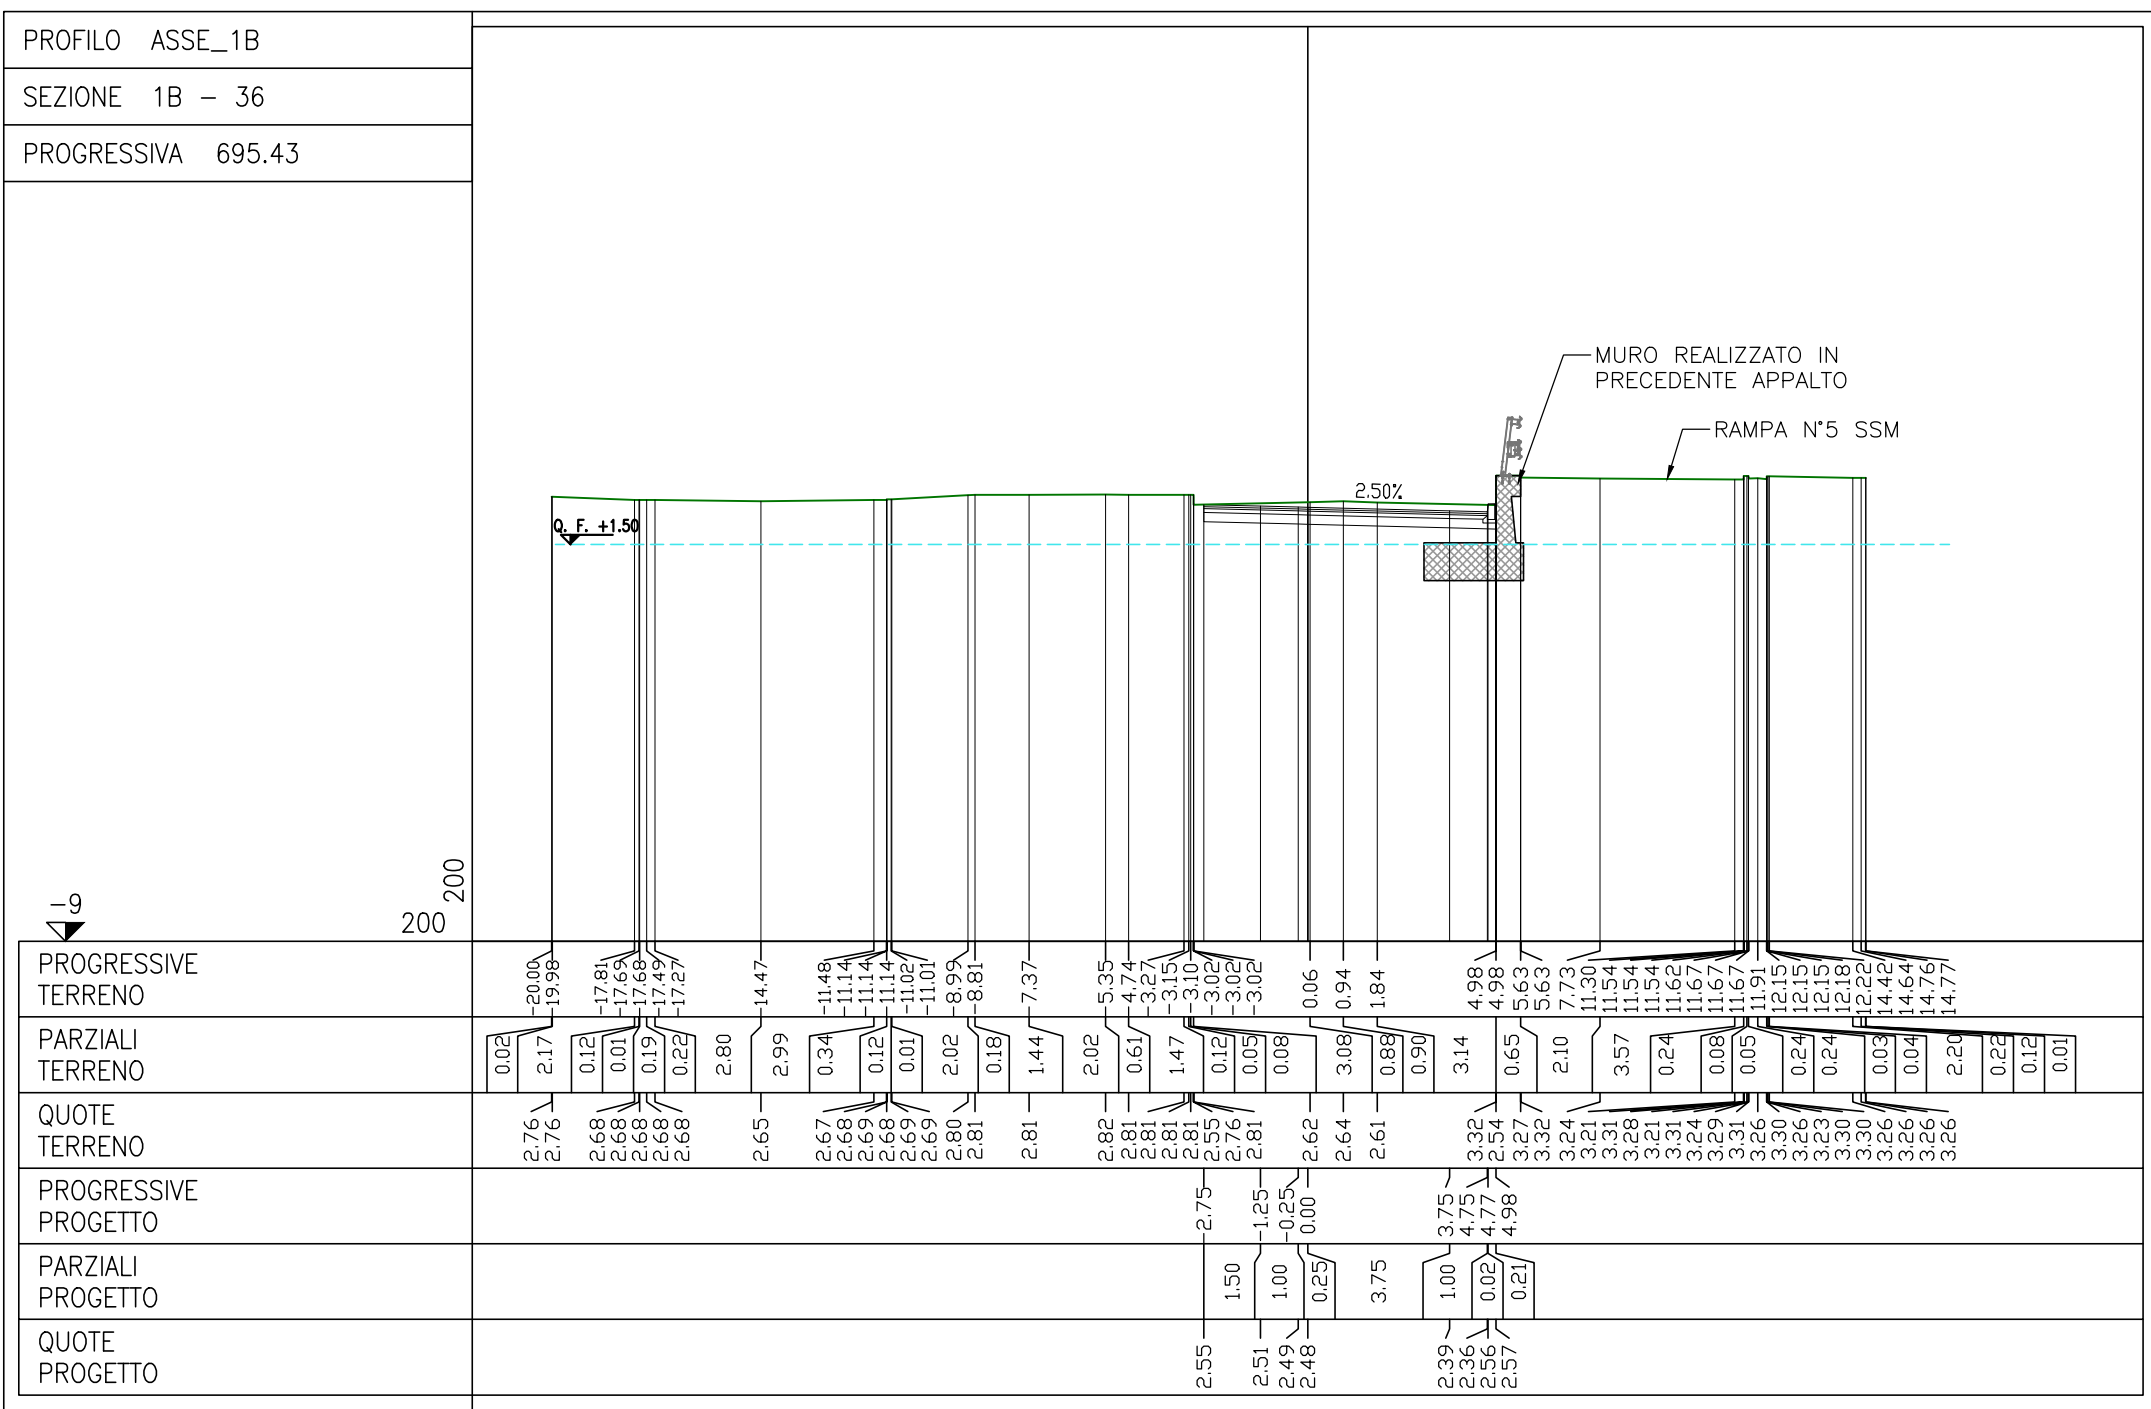 PROFILO ASSE_1B
SEZIONE 1B - 36
PROGRESSIVA 695.43
MURO REALIZZATO IN
PRECEDENTE APPALTO
RAMPA N°5 SSM
2.50%
Q. F. +1.50
-9
200
200
PROGRESSIVE
TERRENO
-20.00 19.98 -17.81 -17.69 17.68 -17.49 -17.27 14.47 -11.48 -11.14 -11.14 11.14 -11.02 -11.01 -8.99 -8.81 7.37 5.35 4.74 -3.27 -3.15 -3.10 -3.02 -3.02 -3.02 0.06 0.94 1.84 4.98 4.98 5.63 5.63 7.73 11.30 11.54 11.54 11.54 11.62 11.67 11.67 11.67 11.91 12.15 12.15 12.15 12.18 12.22 14.42 14.64 14.76 14.77
PARZIALI
TERRENO
0.02 2.17 0.12 0.01 0.19 0.22 2.80 2.99 0.34 0.12 0.01 2.02 0.18 1.44 2.02 0.61 1.47 0.12 0.05 0.08 3.08 0.88 0.90 3.14 0.65 2.10 3.57 0.24 0.08 0.05 0.24 0.24 0.03 0.04 2.20 0.22 0.12 0.01
QUOTE
TERRENO
2.76 2.76 2.68 2.68 2.68 2.68 2.68 2.65 2.67 2.68 2.69 2.68 2.69 2.69 2.80 2.81 2.81 2.82 2.81 2.81 2.81 2.81 2.55 2.76 2.81 2.62 2.64 2.61 3.32 2.54 3.27 3.32 3.24 3.21 3.31 3.28 3.21 3.31 3.24 3.29 3.31 3.26 3.30 3.26 3.23 3.30 3.30 3.26 3.26 3.26 3.26
PROGRESSIVE
PROGETTO
-2.75 -1.25 -0.25 0.00 3.75 4.75 4.77 4.98
PARZIALI
PROGETTO
1.50 1.00 0.25 3.75 1.00 0.02 0.21
QUOTE
PROGETTO
2.55 2.51 2.49 2.48 2.39 2.36 2.56 2.57